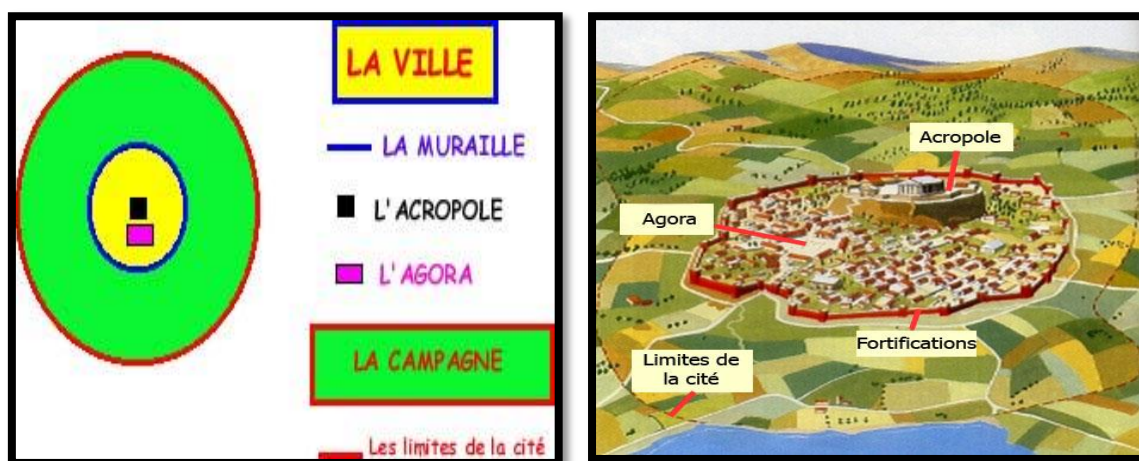 LA VILLE
LA MURAILLE
L'ACROPOLE
L'AGORA
LA CAMPAGNE
Les limites de la cité
Acropole
Agora
Fortifications
Limites de
la cité